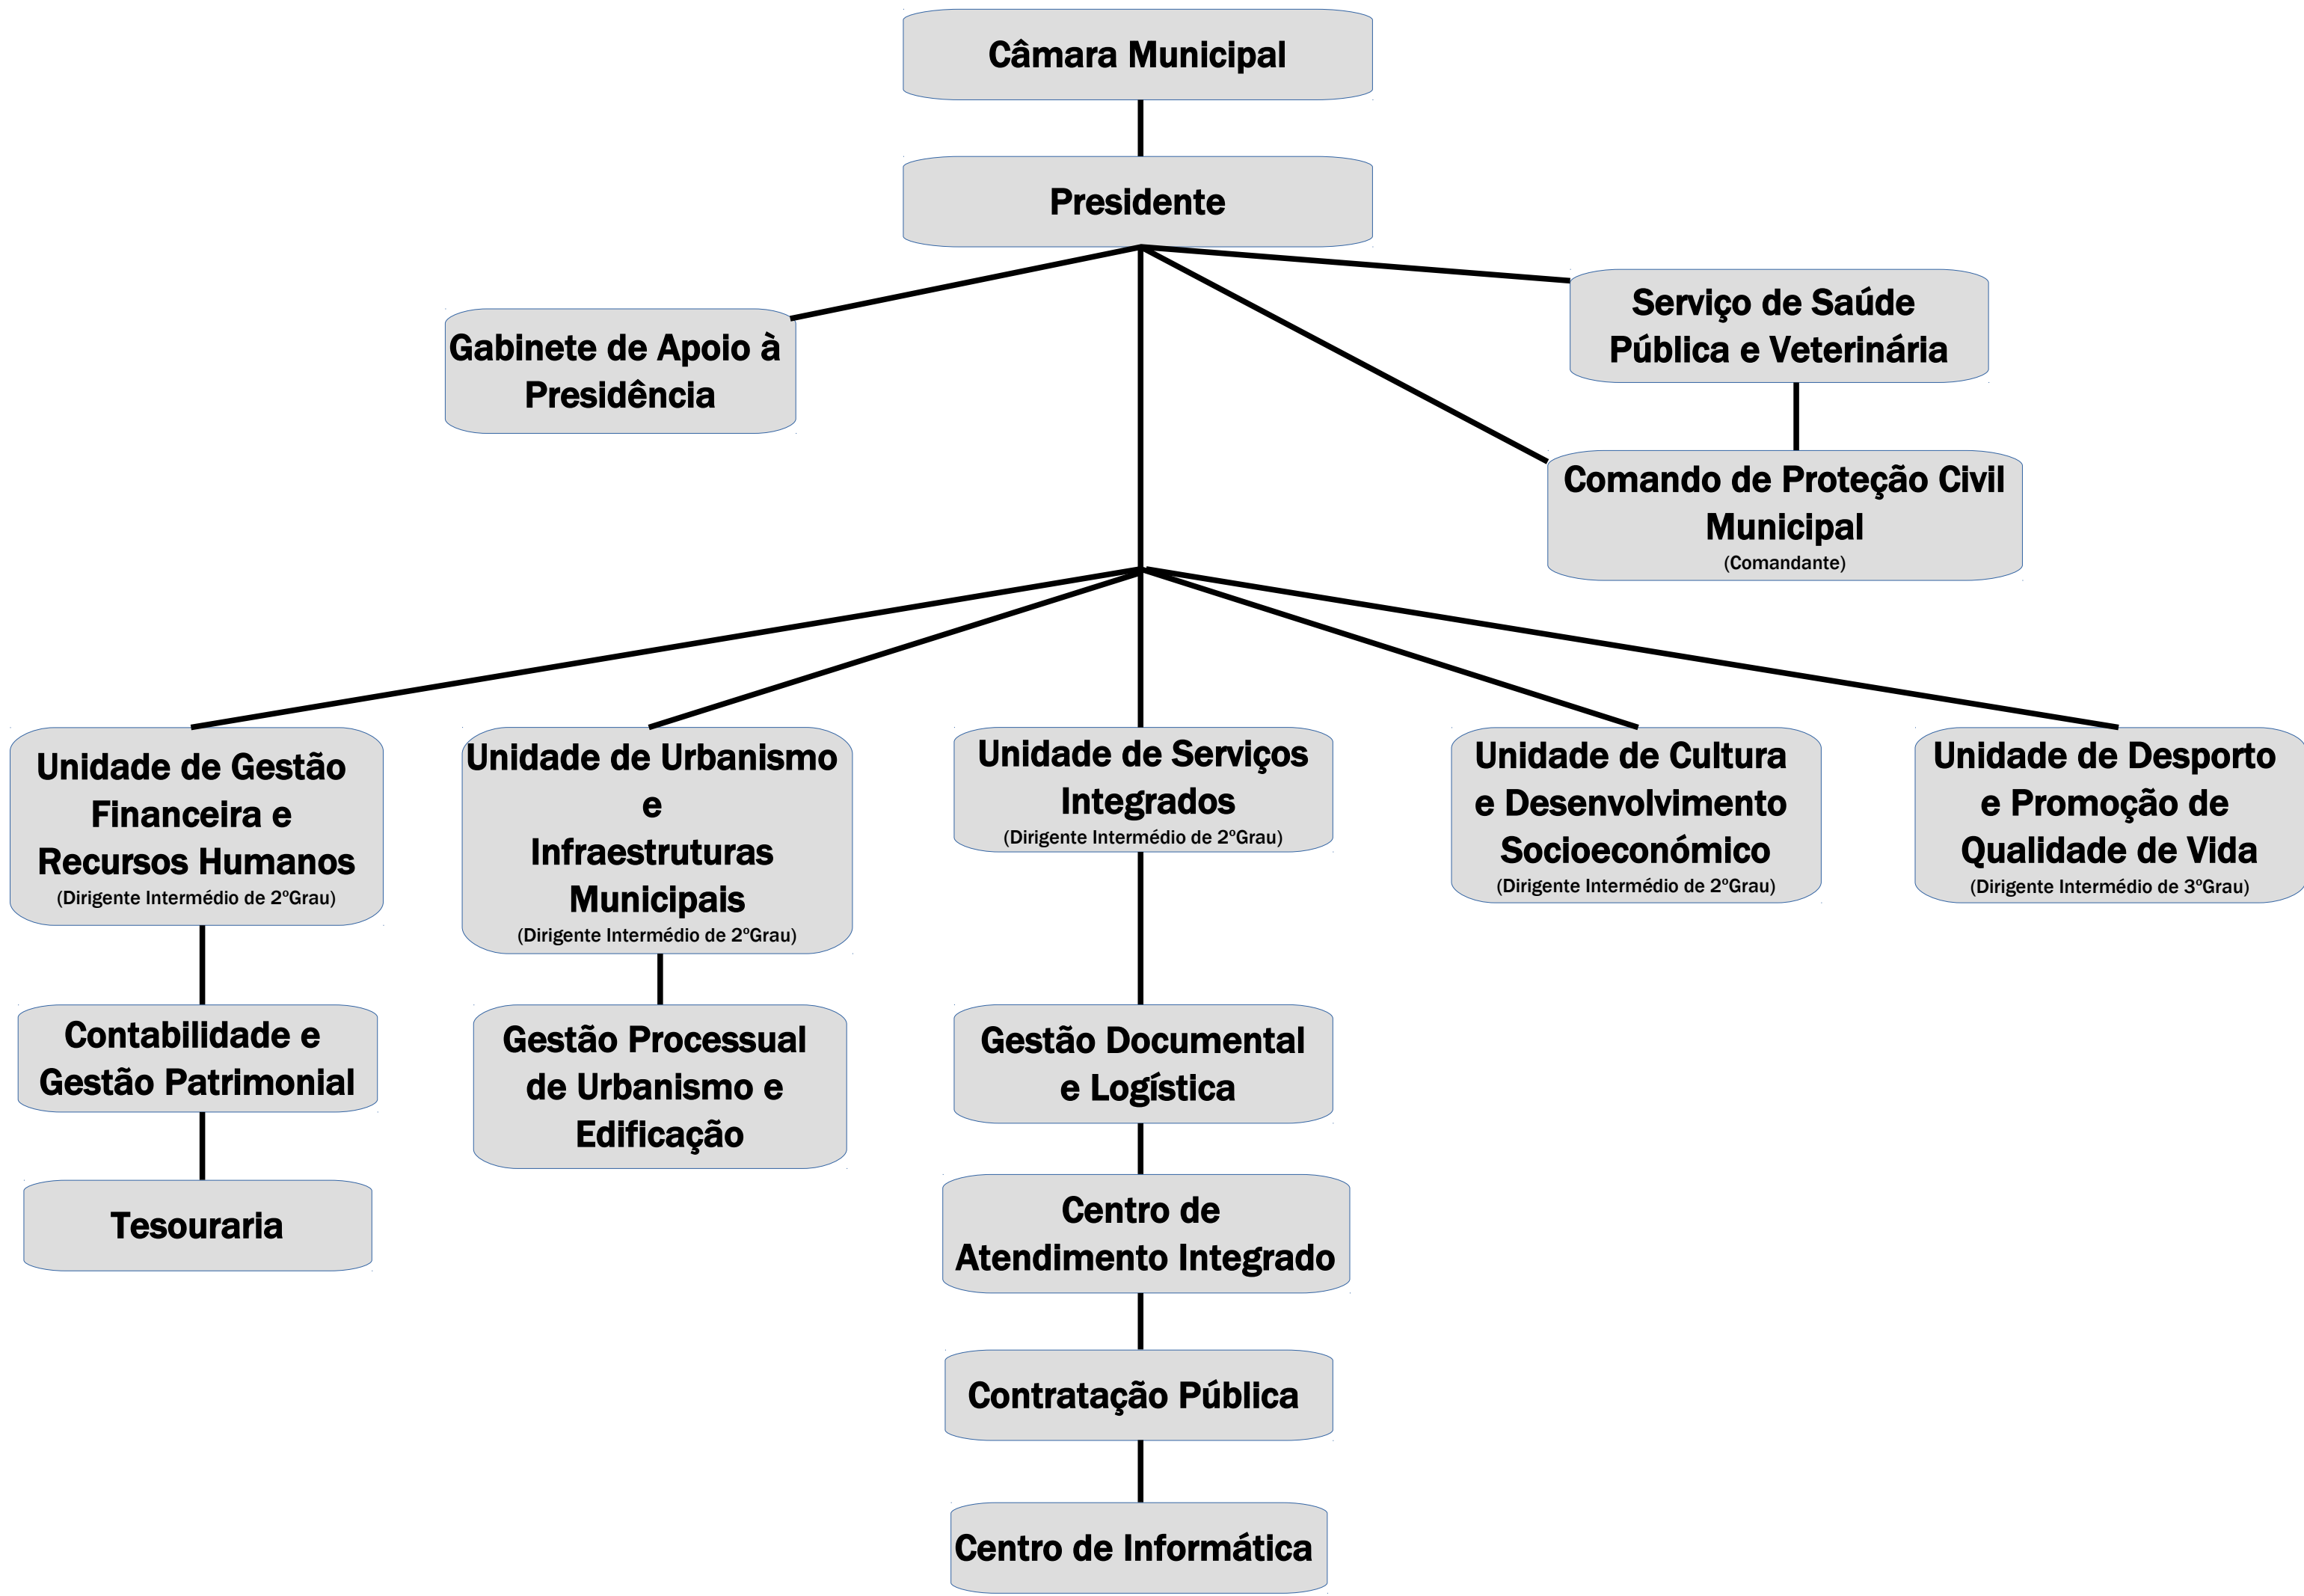 Câmara Municipal
Presidente
Gabinete de Apoio à
Presidência
Serviço de Saúde
Pública e Veterinária
Comando de Proteção Civil
Municipal
(Comandante)
Unidade de Gestão
Financeira e
Recursos Humanos
(Dirigente Intermédio de 2ºGrau)
Unidade de Urbanismo
e
Infraestruturas
Municipais
(Dirigente Intermédio de 2ºGrau)
Unidade de Serviços
Integrados
(Dirigente Intermédio de 2ºGrau)
Unidade de Cultura
e Desenvolvimento
Socioeconómico
(Dirigente Intermédio de 2ºGrau)
Unidade de Desporto
e Promoção de
Qualidade de Vida
(Dirigente Intermédio de 3ºGrau)
Contabilidade e
Gestão Patrimonial
Tesouraria
Gestão Processual
de Urbanismo e
Edificação
Gestão Documental
e Logística
Centro de
Atendimento Integrado
Contratação Pública
Centro de Informática